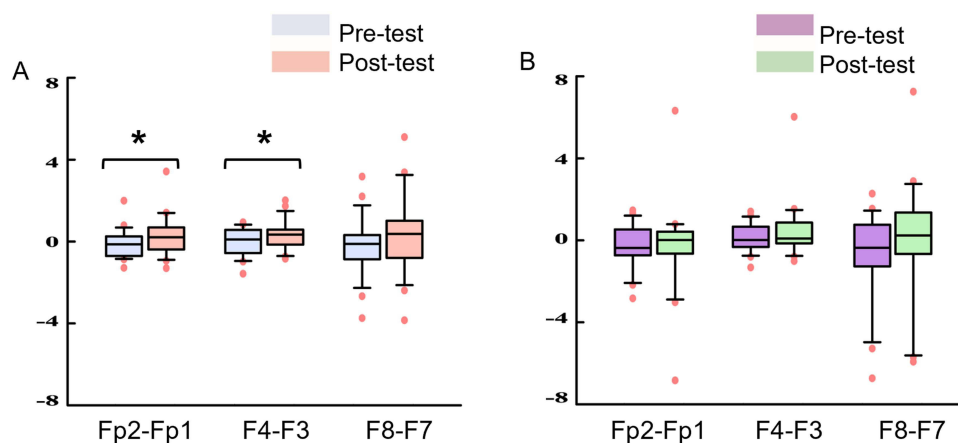 A
Pre-test
Post-test
8
4
0
−4
−8
*
*
Fp2-Fp1
F4-F3
F8-F7
B
Pre-test
Post-test
8
4
0
−4
−8
Fp2-Fp1
F4-F3
F8-F7